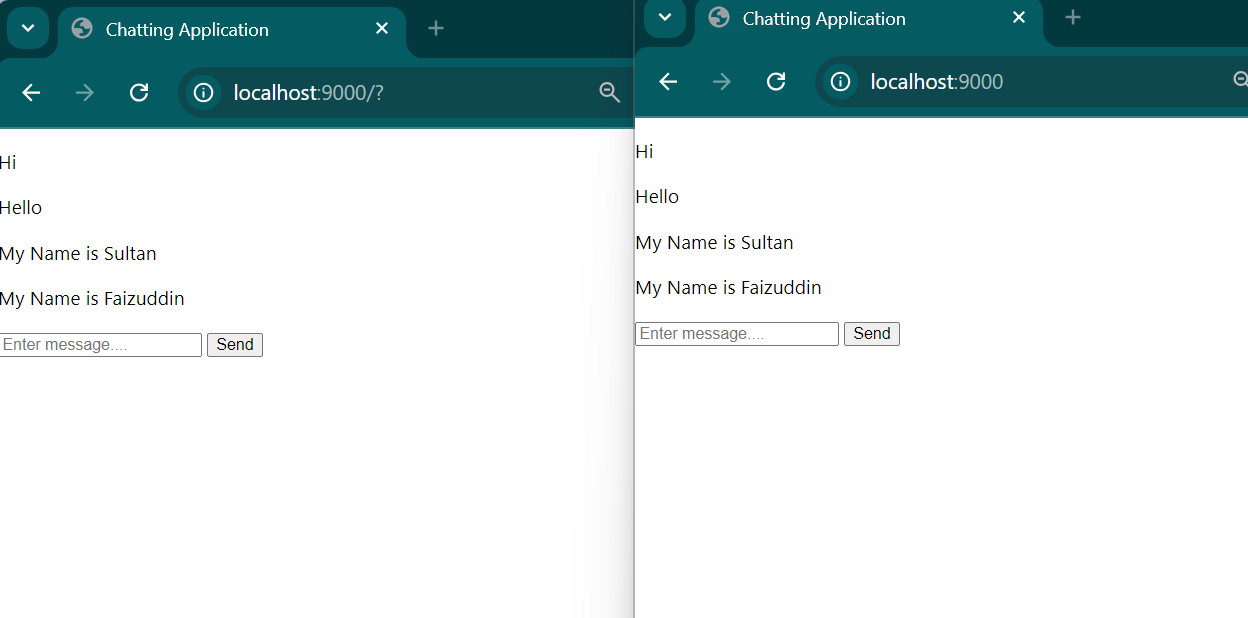 Chatting Application
localhost:9000/?
Hi
Hello
My Name is Sultan
My Name is Faizuddin
Enter message....
Send
Chatting Application
localhost:9000
Hi
Hello
My Name is Sultan
My Name is Faizuddin
Enter message....
Send